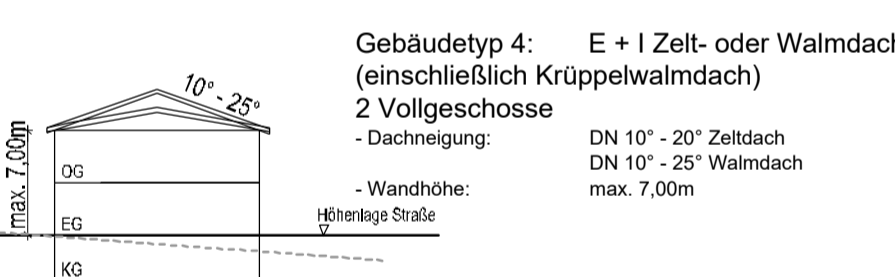 Gebäudetyp 4: E + I Zelt- oder Walmdach
(einschließlich Krüppelwalmdach)
2 Vollgeschosse
- Dachneigung: DN 10° - 20° Zeltdach
DN 10° - 25° Walmdach
- Wandhöhe: max. 7,00m
10° - 25°
max. 7,00m
OG
EG
KG
Höhenlage Straße